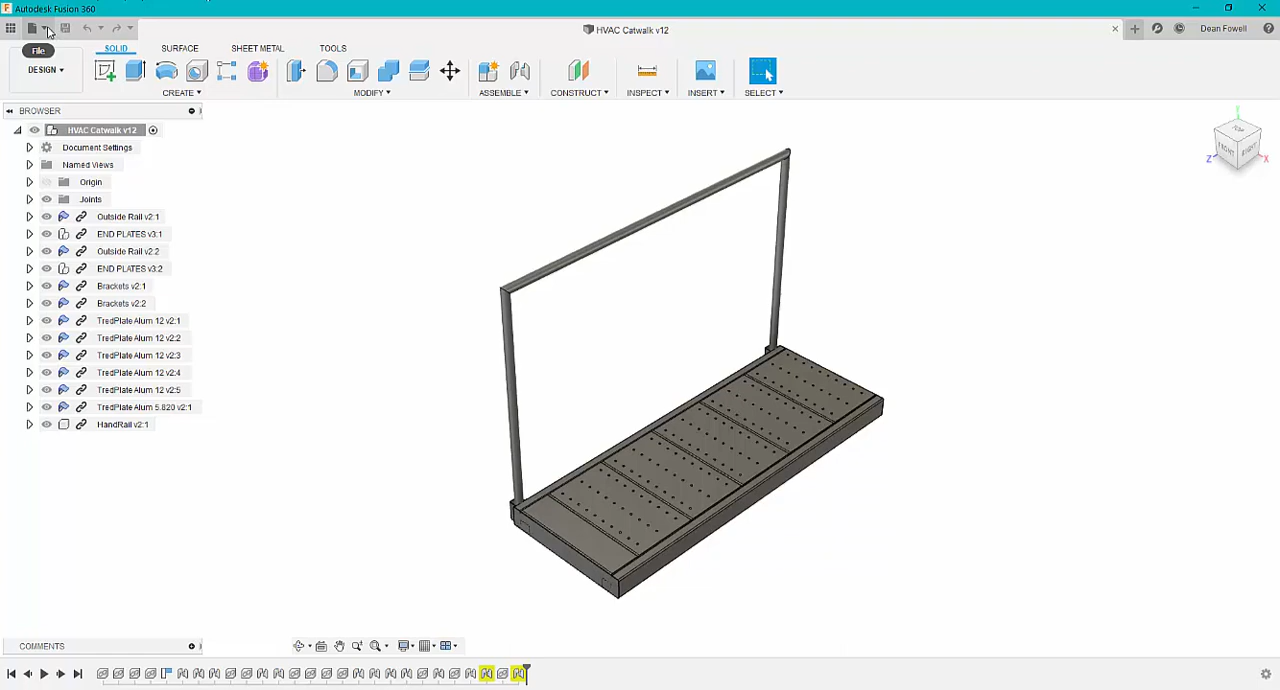 Autodesk Fusion 360
HVAC Catwalk v12
Dean Fowell
File
SOLID SURFACE SHEET METAL TOOLS
DESIGN
CREATE MODIFY ASSEMBLE CONSTRUCT INSPECT INSERT SELECT
BROWSER
HVAC Catwalk v12
Document Settings
Named Views
Origin
Joints
Outside Rail v2:1
END PLATES v3:1
Outside Rail v2:2
END PLATES v3:2
Brackets v2:1
Brackets v2:2
TredPlate Alum 12 v2:1
TredPlate Alum 12 v2:2
TredPlate Alum 12 v2:3
TredPlate Alum 12 v2:4
TredPlate Alum 12 v2:5
TredPlate Alum 5.820 v2:1
HandRail v2:1
TOP
FRONT RIGHT
Z X
COMMENTS